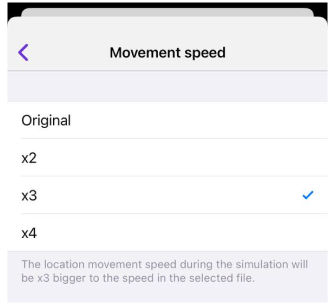 Movement speed
Original
x2
x3
x4
The location movement speed during the simulation will
be x3 bigger to the speed in the selected file.